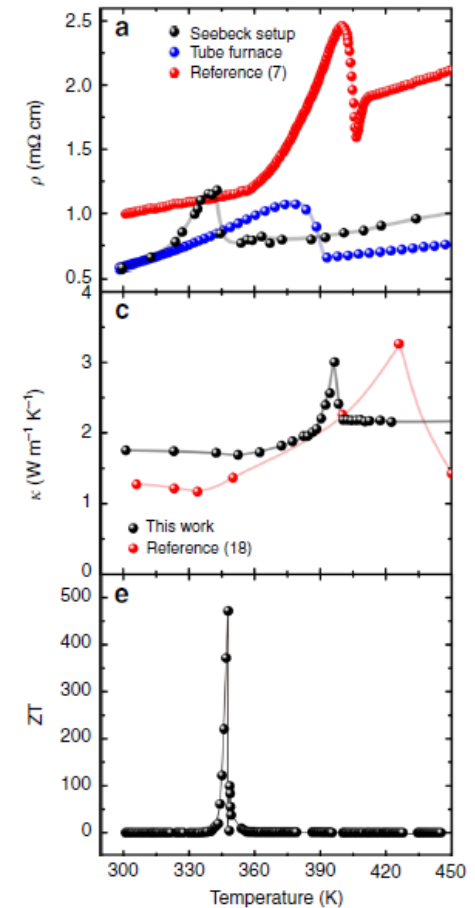 a
Seebeck setup
Tube furnace
Reference (7)
2.5
2.0
1.5
1.0
0.5
ρ (mΩ cm)
c
4
3
2
1
0
κ (W m⁻¹ K⁻¹)
This work
Reference (18)
e
500
400
300
200
100
0
ZT
300 330 360 390 420 450
Temperature (K)